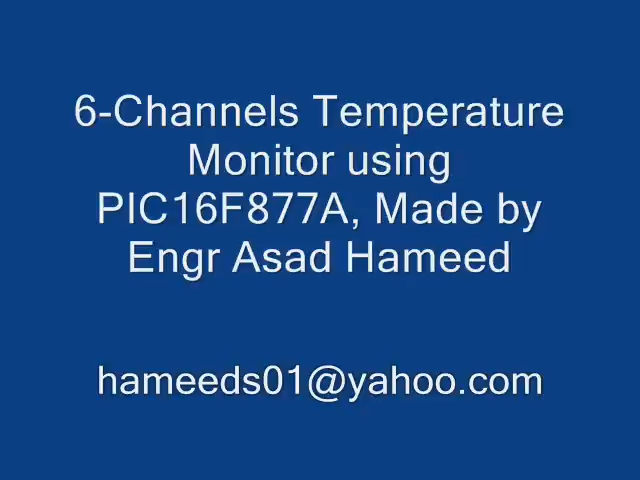 6-Channels Temperature
Monitor using
PIC16F877A, Made by
Engr Asad Hameed
hameeds01@yahoo.com